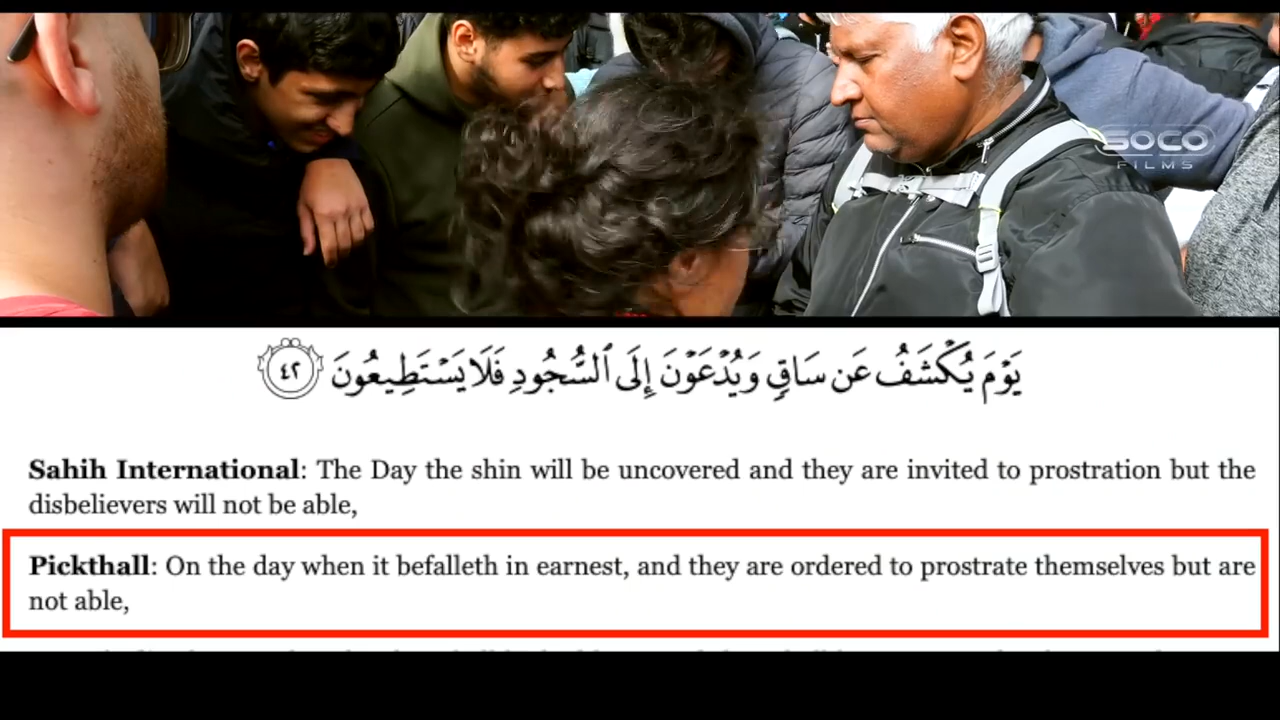 SOCO
FILMS
يَوْمَ يُكْشَفُ عَن سَاقٍ وَيُدْعَوْنَ إِلَى ٱلسُّجُودِ فَلَا يَسْتَطِيعُونَ ٤٢
Sahih International: The Day the shin will be uncovered and they are invited to prostration but the
disbelievers will not be able,
Pickthall: On the day when it befalleth in earnest, and they are ordered to prostrate themselves but are
not able,